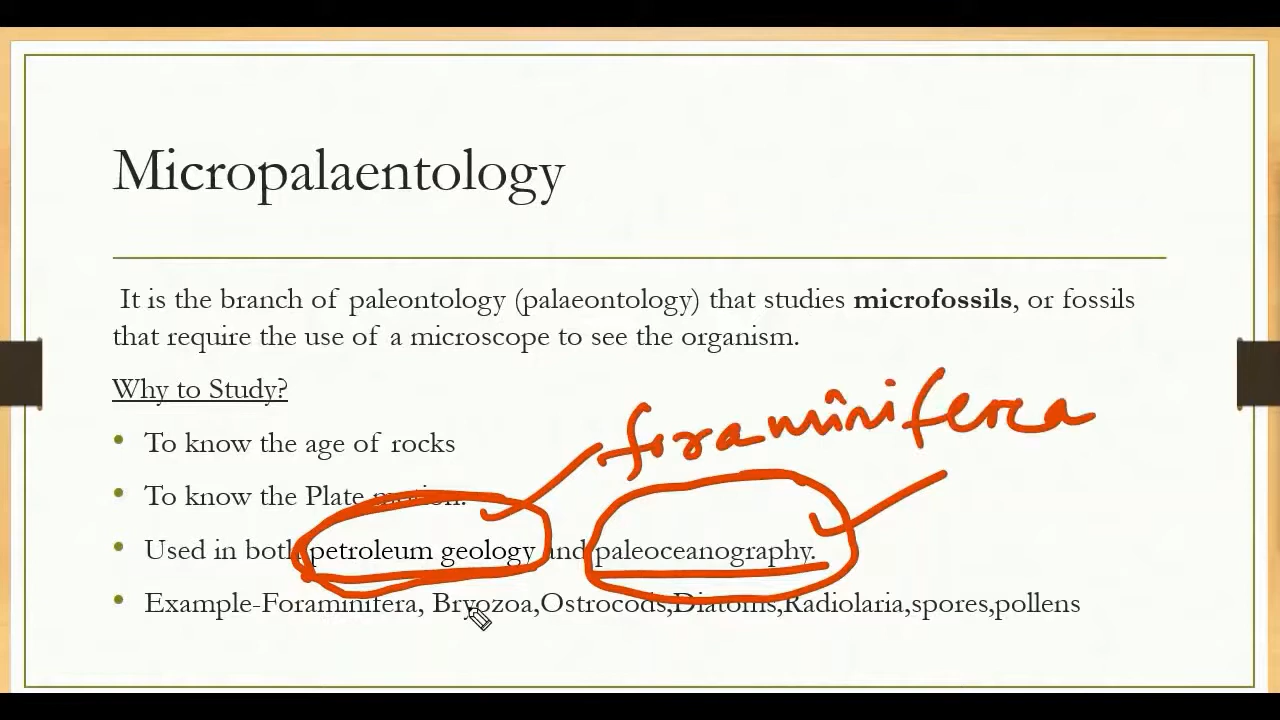 Micropalaentology
It is the branch of paleontology (palaeontology) that studies microfossils, or fossils
that require the use of a microscope to see the organism.
Why to Study?
foraminifera
• To know the age of rocks
• To know the Plate motion.
• Used in both petroleum geology and paleoceanography.
• Example-Foraminifera, Bryozoa,Ostrocods,Diatoms,Radiolaria,spores,pollens